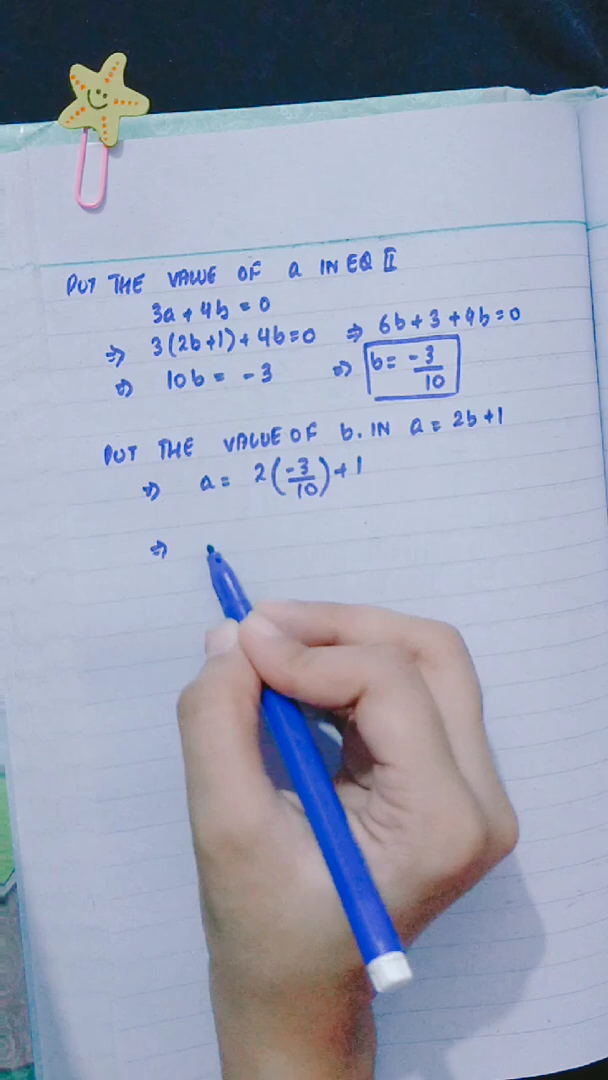 PUT THE VALUE OF a IN EQ II
3a + 4b = 0
⇒ 3(2b+1) + 4b = 0 ⇒ 6b + 3 + 4b = 0
⇒ 10b = -3 ⇒ b = -3/10
PUT THE VALUE OF b. IN a = 2b + 1
⇒ a = 2(-3/10) + 1
⇒